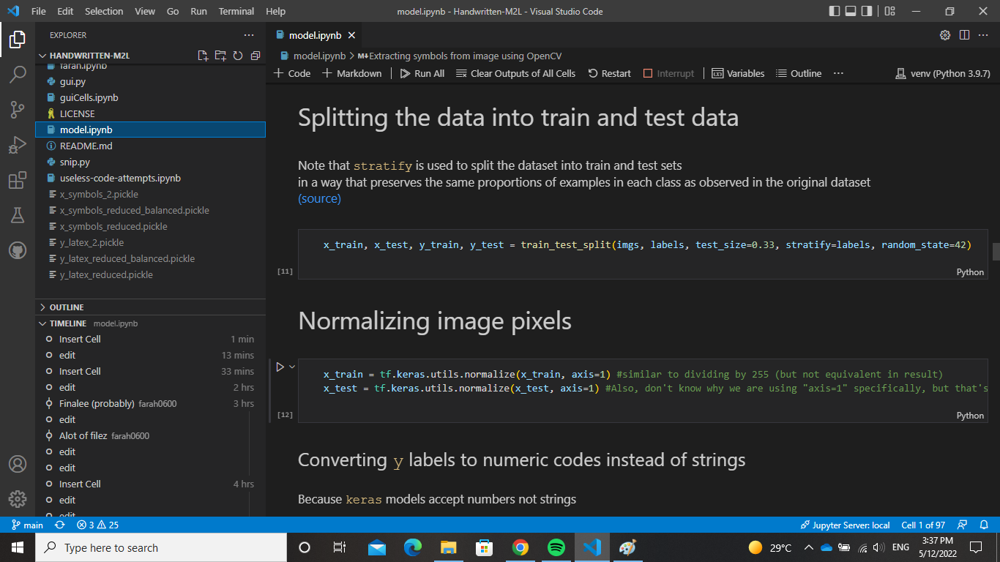 File Edit Selection View Go Run Terminal Help
model.ipynb - Handwritten-M2L - Visual Studio Code
EXPLORER
HANDWRITTEN-M2L
faran.ipynb
gui.py
guiCells.ipynb
LICENSE
model.ipynb
README.md
snip.py
useless-code-attempts.ipynb
x_symbols_2.pickle
x_symbols_reduced_balanced.pickle
x_symbols_reduced.pickle
y_latex_2.pickle
y_latex_reduced_balanced.pickle
y_latex_reduced.pickle
OUTLINE
TIMELINE model.ipynb
Insert Cell 1 min
edit 13 mins
Insert Cell 33 mins
edit 2 hrs
Finalee (probably) farah0600 3 hrs
edit
Alot of filez farah0600
edit
edit
Insert Cell 4 hrs
edit
edit
model.ipynb
model.ipynb > M↓Extracting symbols from image using OpenCV
+ Code + Markdown Run All Clear Outputs of All Cells Restart Interrupt Variables Outline ... venv (Python 3.9.7)
Splitting the data into train and test data
Note that stratify is used to split the dataset into train and test sets
in a way that preserves the same proportions of examples in each class as observed in the original dataset
(source)
x_train, x_test, y_train, y_test = train_test_split(imgs, labels, test_size=0.33, stratify=labels, random_state=42)
[11]
Python
Normalizing image pixels
x_train = tf.keras.utils.normalize(x_train, axis=1) #similar to dividing by 255 (but not equivalent in result)
x_test = tf.keras.utils.normalize(x_test, axis=1) #Also, don't know why we are using "axis=1" specifically, but that's
[12]
Python
Converting y labels to numeric codes instead of strings
Because keras models accept numbers not strings
main 3 25
Jupyter Server: local Cell 1 of 97
Type here to search
29°C ENG
3:37 PM
5/12/2022